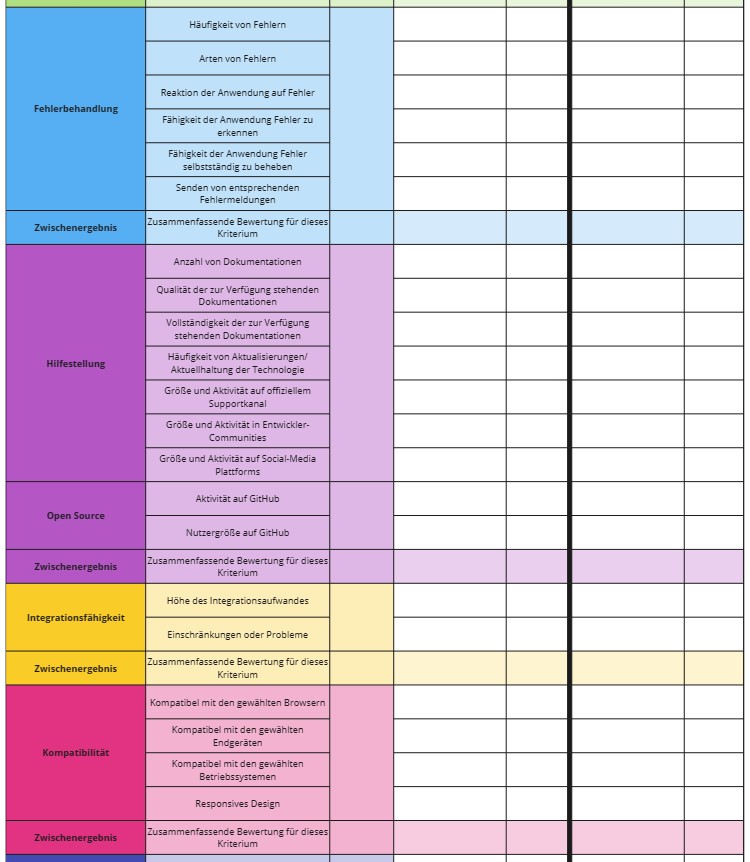 Fehlerbehandlung
Häufigkeit von Fehlern
Arten von Fehlern
Reaktion der Anwendung auf Fehler
Fähigkeit der Anwendung Fehler zu
erkennen
Fähigkeit der Anwendung Fehler
selbstständig zu beheben
Senden von entsprechenden
Fehlermeldungen
Zwischenergebnis
Zusammenfassende Bewertung für dieses
Kriterium
Hilfestellung
Anzahl von Dokumentationen
Qualität der zur Verfügung stehenden
Dokumentationen
Vollständigkeit der zur Verfügung
stehenden Dokumentationen
Häufigkeit von Aktualisierungen/
Aktuellhaltung der Technologie
Größe und Aktivität auf offiziellem
Supportkanal
Größe und Aktivität in Entwickler-
Communities
Größe und Aktivität auf Social-Media
Plattforms
Open Source
Aktivität auf GitHub
Nutzergröße auf GitHub
Zwischenergebnis
Zusammenfassende Bewertung für dieses
Kriterium
Integrationsfähigkeit
Höhe des Integrationsaufwandes
Einschränkungen oder Probleme
Zwischenergebnis
Zusammenfassende Bewertung für dieses
Kriterium
Kompatibilität
Kompatibel mit den gewählten Browsern
Kompatibel mit den gewählten
Endgeräten
Kompatibel mit den gewählten
Betriebssystemen
Responsives Design
Zwischenergebnis
Zusammenfassende Bewertung für dieses
Kriterium